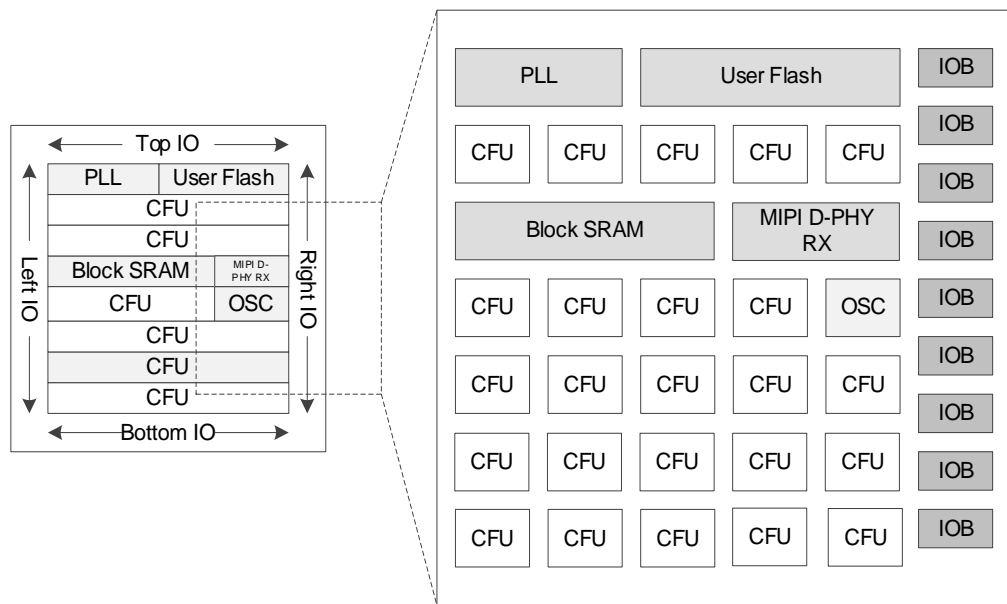 Top IO
PLL
User Flash
CFU
CFU
Block SRAM
MIPI D-
PHY RX
CFU
OSC
CFU
CFU
CFU
Left IO
Right IO
Bottom IO
PLL
User Flash
IOB
CFU CFU CFU CFU CFU
IOB
IOB
Block SRAM
MIPI D-PHY
RX
IOB
CFU CFU CFU CFU OSC
IOB
IOB
CFU CFU CFU CFU CFU
IOB
CFU CFU CFU CFU CFU
IOB
CFU CFU CFU CFU CFU
IOB